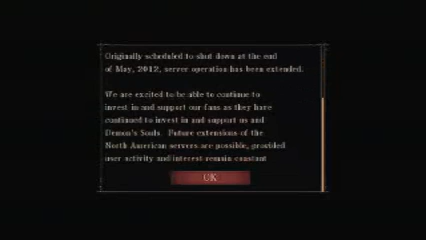 Originally scheduled to shut down at the end
of May, 2012, server operation has been extended.
We are excited to be able to continue to
invest in and support our fans as they have
continued to invest in and support us and
Demon's Souls. Future extensions of the
North American servers are possible, provided
user activity and interest remain constant
OK